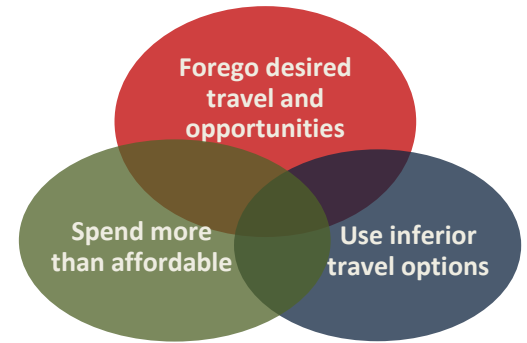 Forego desired
travel and
opportunities
Spend more
than affordable
Use inferior
travel options